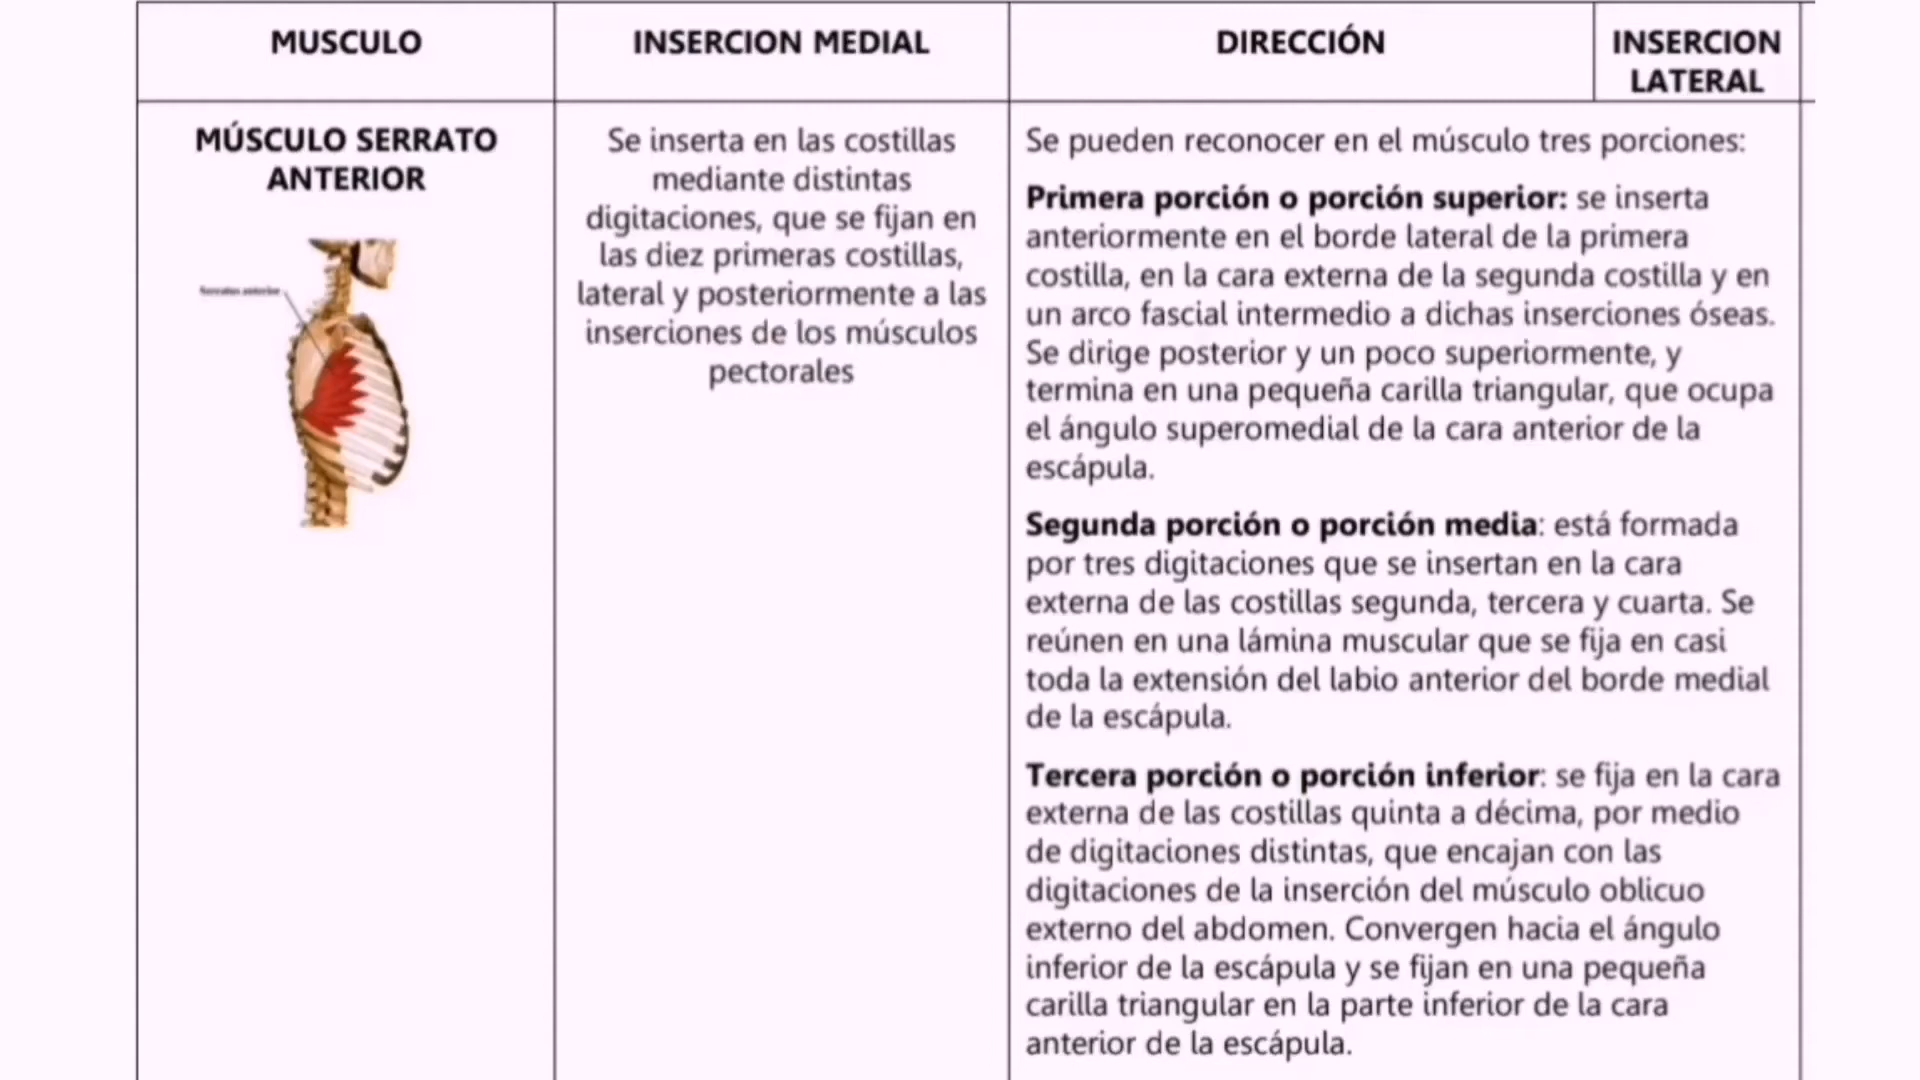 MUSCULO
INSERCION MEDIAL
DIRECCIÓN
INSERCION
LATERAL
MÚSCULO SERRATO
ANTERIOR
Serratus anterior
Se inserta en las costillas
mediante distintas
digitaciones, que se fijan en
las diez primeras costillas,
lateral y posteriormente a las
inserciones de los músculos
pectorales
Se pueden reconocer en el músculo tres porciones:
Primera porción o porción superior: se inserta
anteriormente en el borde lateral de la primera
costilla, en la cara externa de la segunda costilla y en
un arco fascial intermedio a dichas inserciones óseas.
Se dirige posterior y un poco superiormente, y
termina en una pequeña carilla triangular, que ocupa
el ángulo superomedial de la cara anterior de la
escápula.
Segunda porción o porción media: está formada
por tres digitaciones que se insertan en la cara
externa de las costillas segunda, tercera y cuarta. Se
reúnen en una lámina muscular que se fija en casi
toda la extensión del labio anterior del borde medial
de la escápula.
Tercera porción o porción inferior: se fija en la cara
externa de las costillas quinta a décima, por medio
de digitaciones distintas, que encajan con las
digitaciones de la inserción del músculo oblicuo
externo del abdomen. Convergen hacia el ángulo
inferior de la escápula y se fijan en una pequeña
carilla triangular en la parte inferior de la cara
anterior de la escápula.